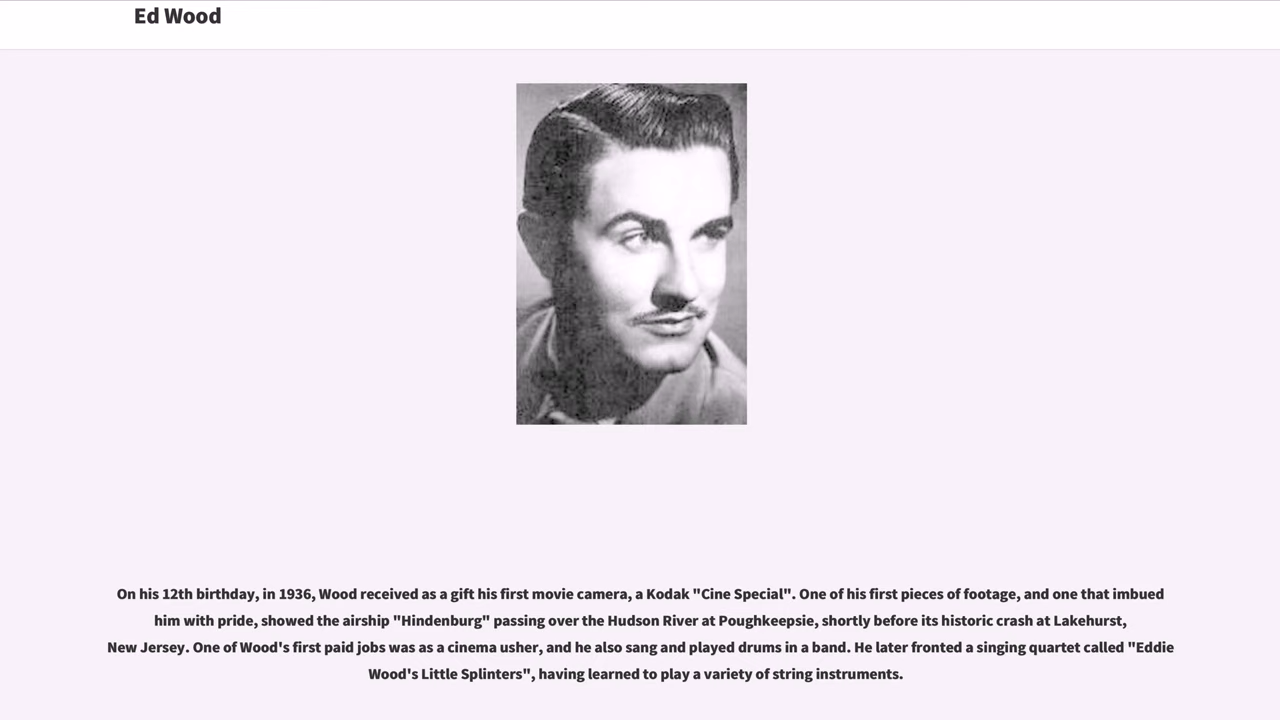 Ed Wood
On his 12th birthday, in 1936, Wood received as a gift his first movie camera, a Kodak "Cine Special". One of his first pieces of footage, and one that imbued
him with pride, showed the airship "Hindenburg" passing over the Hudson River at Poughkeepsie, shortly before its historic crash at Lakehurst,
New Jersey. One of Wood's first paid jobs was as a cinema usher, and he also sang and played drums in a band. He later fronted a singing quartet called "Eddie
Wood's Little Splinters", having learned to play a variety of string instruments.